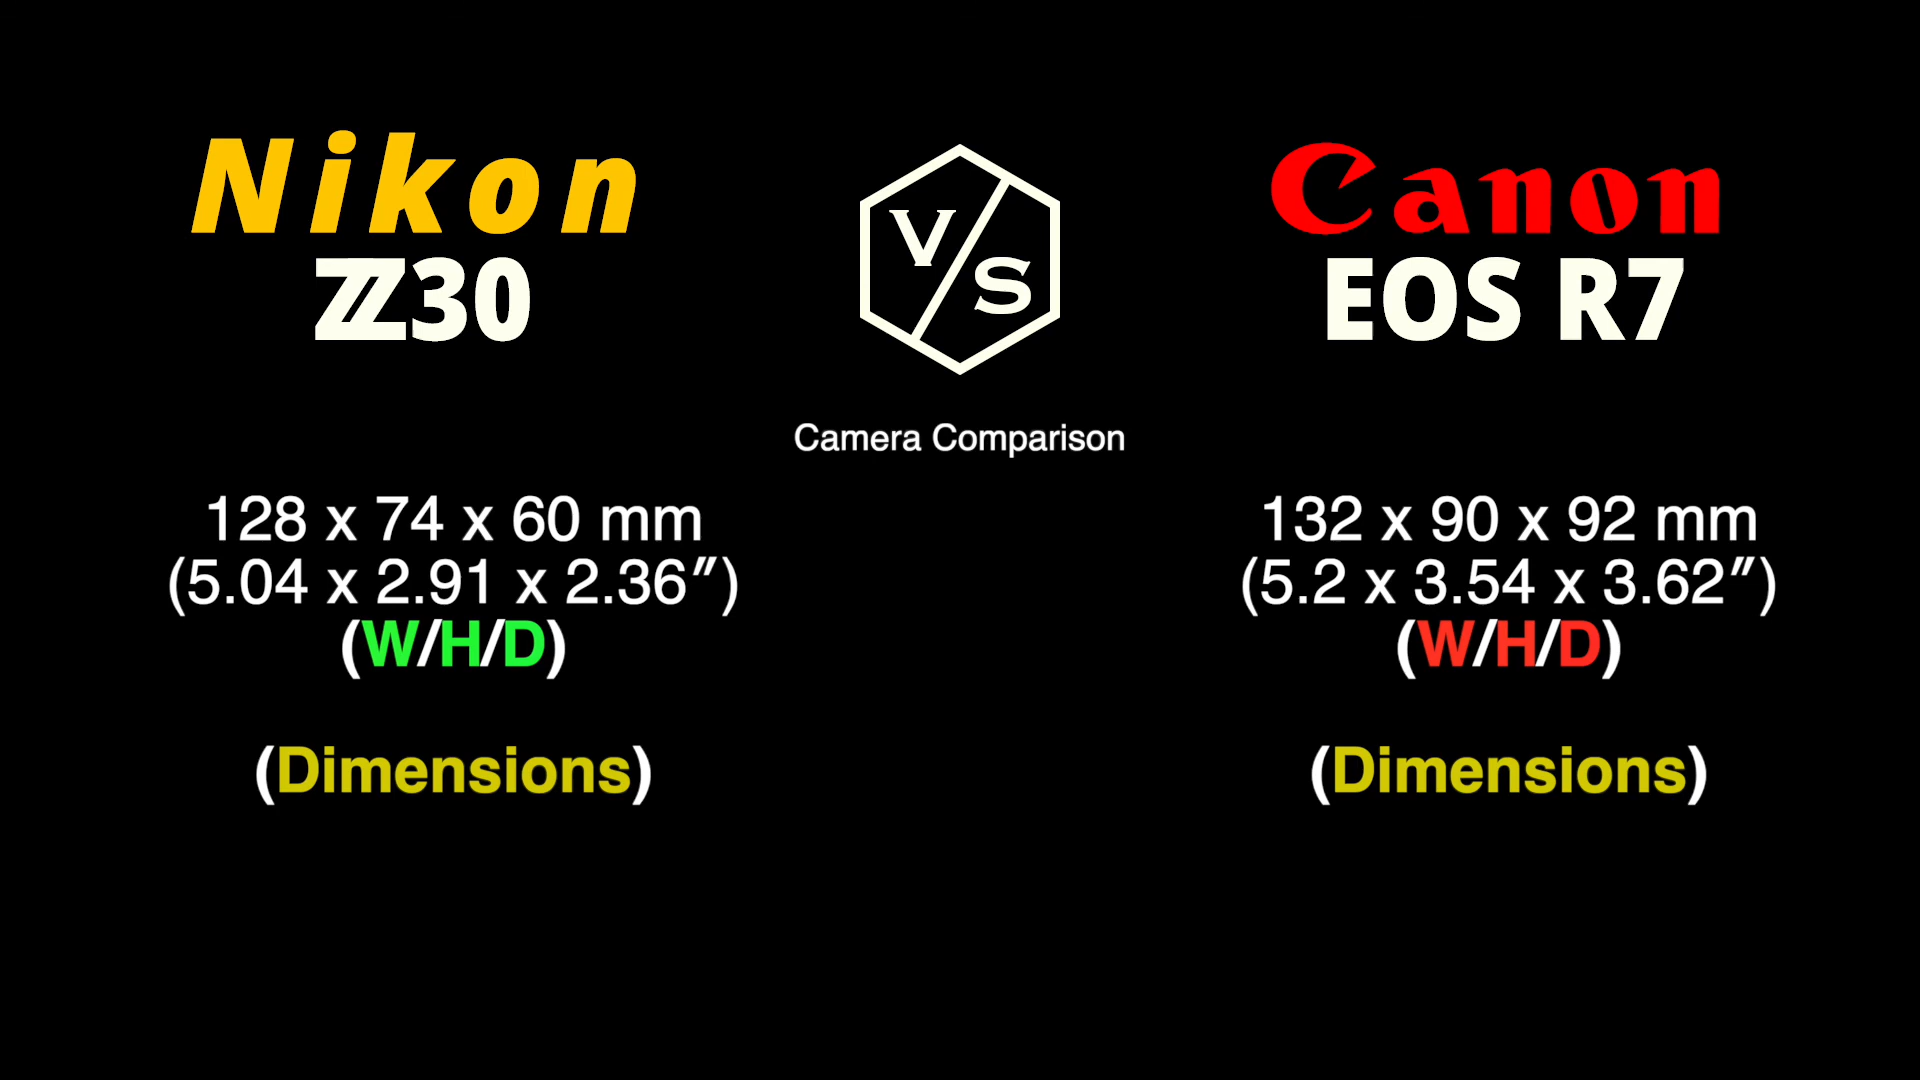 Nikon
Z30
VS
Canon
EOS R7
Camera Comparison
128 x 74 x 60 mm
(5.04 x 2.91 x 2.36″)
(W/H/D)
(Dimensions)
132 x 90 x 92 mm
(5.2 x 3.54 x 3.62″)
(W/H/D)
(Dimensions)